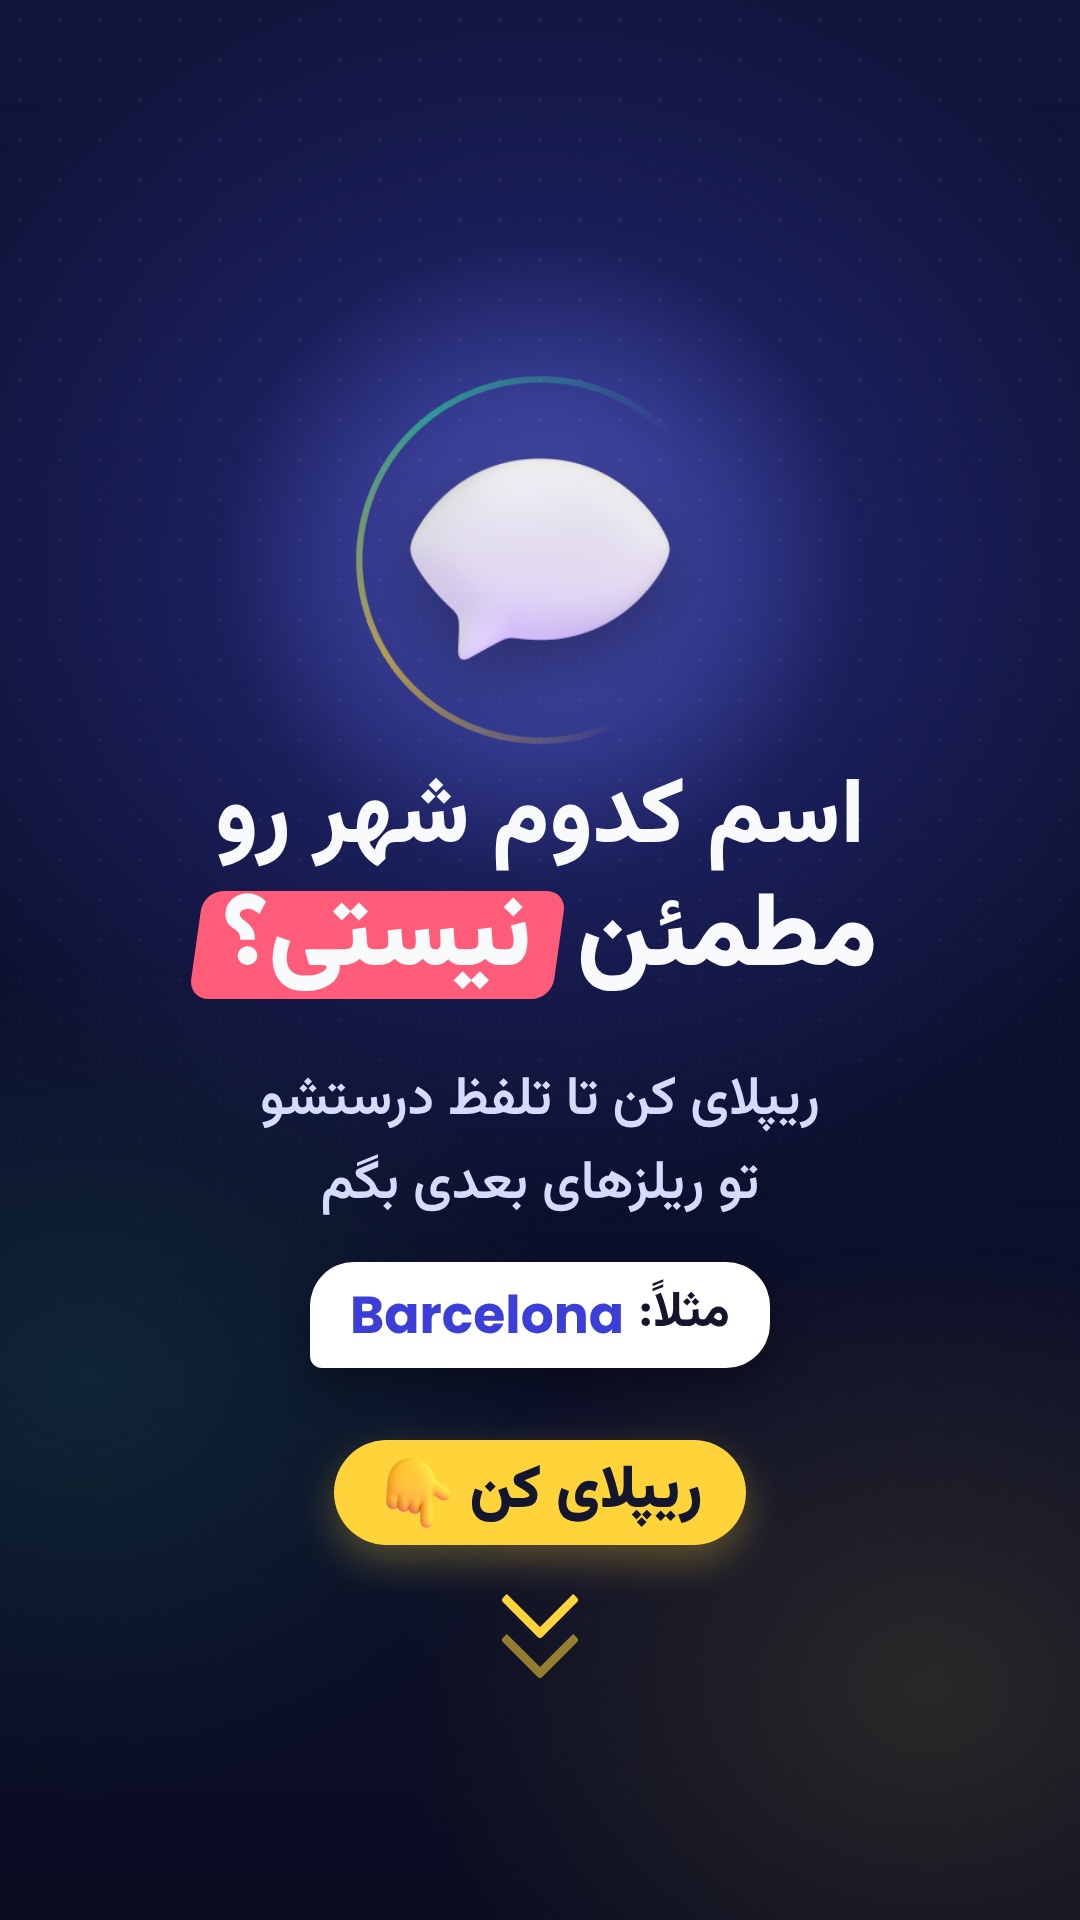 اسم کدوم شهر رو
مطمئن نیستی؟
ریپلای کن تا تلفظ درستشو
تو ریلزهای بعدی بگم
مثلاً: Barcelona
ریپلای کن 👇